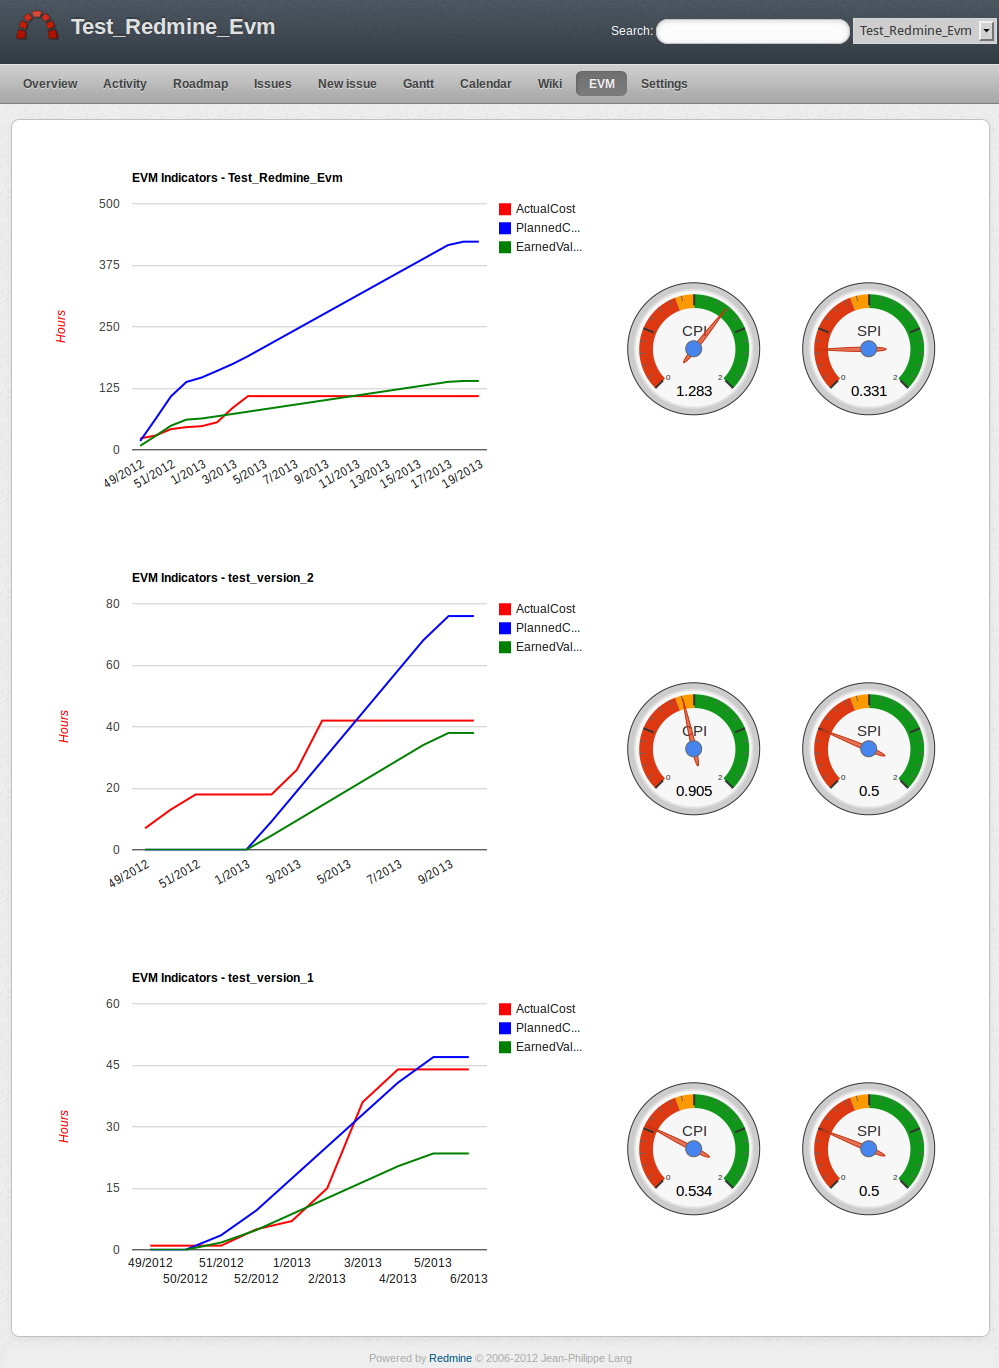 Test_Redmine_Evm
Search:
Test_Redmine_Evm
Overview Activity Roadmap Issues New issue Gantt Calendar Wiki EVM Settings
EVM Indicators - Test_Redmine_Evm
500
375
250
125
0
Hours
49/2012 51/2012 1/2013 3/2013 5/2013 7/2013 9/2013 11/2013 13/2013 15/2013 17/2013 19/2013
ActualCost
PlannedC...
EarnedVal...
CPI
0 2
1.283
SPI
0 2
0.331
EVM Indicators - test_version_2
80
60
40
20
0
Hours
49/2012 51/2012 1/2013 3/2013 5/2013 7/2013 9/2013
ActualCost
PlannedC...
EarnedVal...
CPI
0 2
0.905
SPI
0 2
0.5
EVM Indicators - test_version_1
60
45
30
15
0
Hours
49/2012 51/2012 1/2013 3/2013 5/2013
50/2012 52/2012 2/2013 4/2013 6/2013
ActualCost
PlannedC...
EarnedVal...
CPI
0 2
0.534
SPI
0 2
0.5
Powered by Redmine © 2006-2012 Jean-Philippe Lang